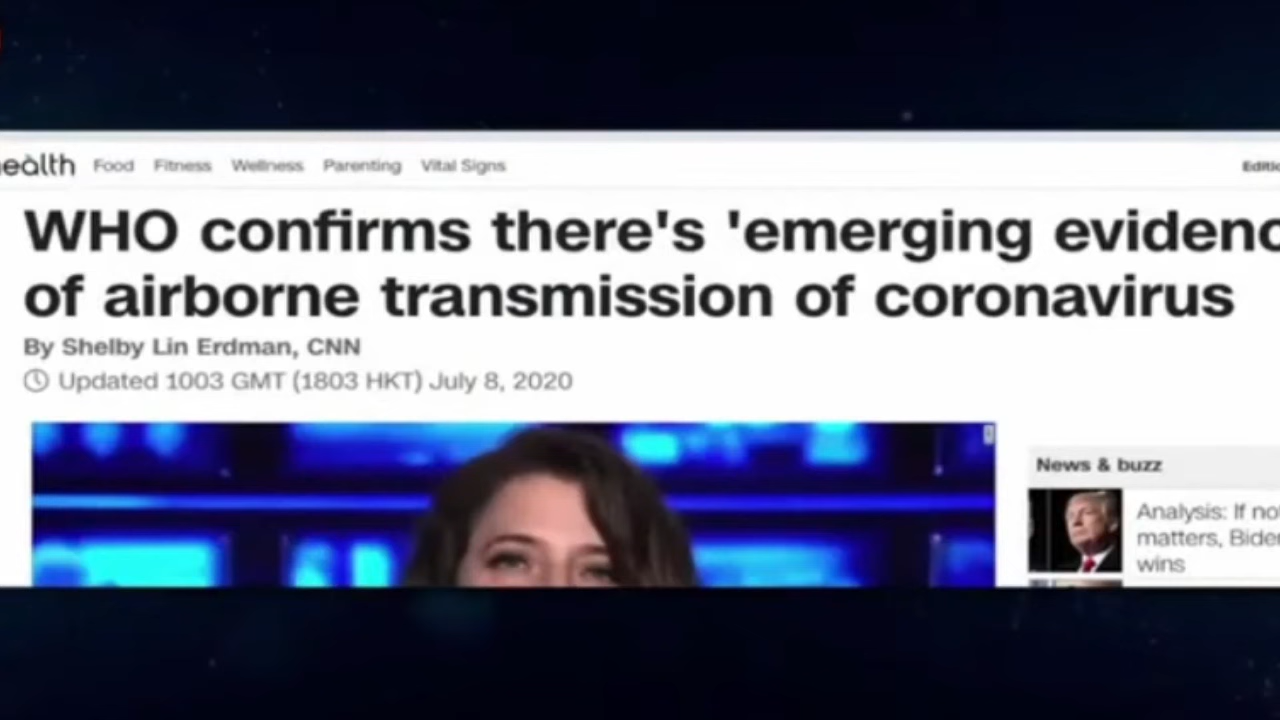 health Food Fitness Wellness Parenting Vital Signs
WHO confirms there's 'emerging evidenc
of airborne transmission of coronavirus
By Shelby Lin Erdman, CNN
Updated 1003 GMT (1803 HKT) July 8, 2020
News & buzz
Analysis: If no
matters, Biden
wins